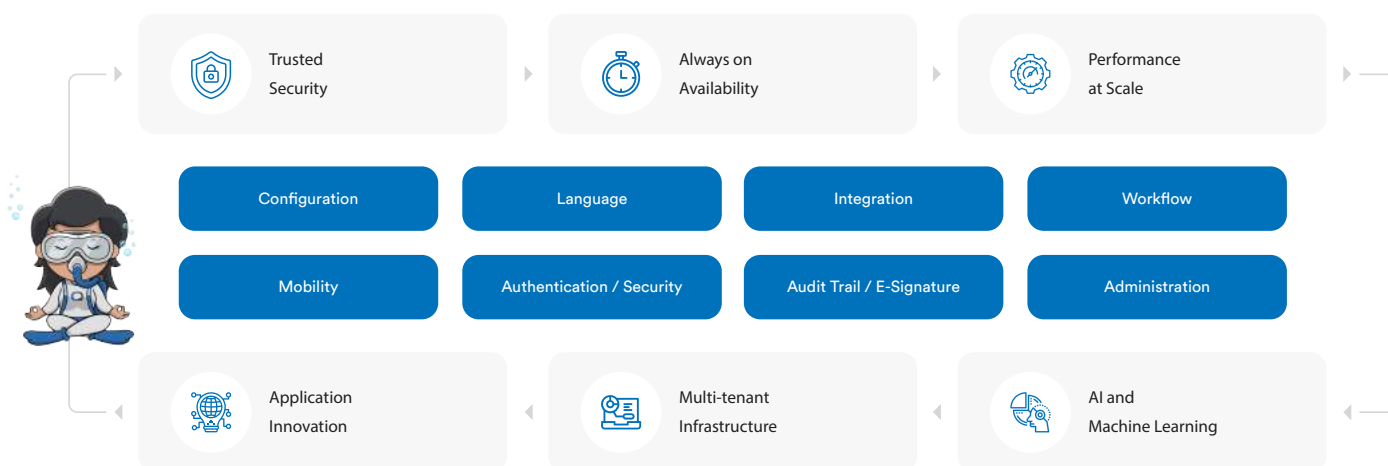 Trusted
Security
Always on
Availability
Performance
at Scale
Configuration
Language
Integration
Workflow
Mobility
Authentication / Security
Audit Trail / E-Signature
Administration
Application
Innovation
Multi-tenant
Infrastructure
AI and
Machine Learning